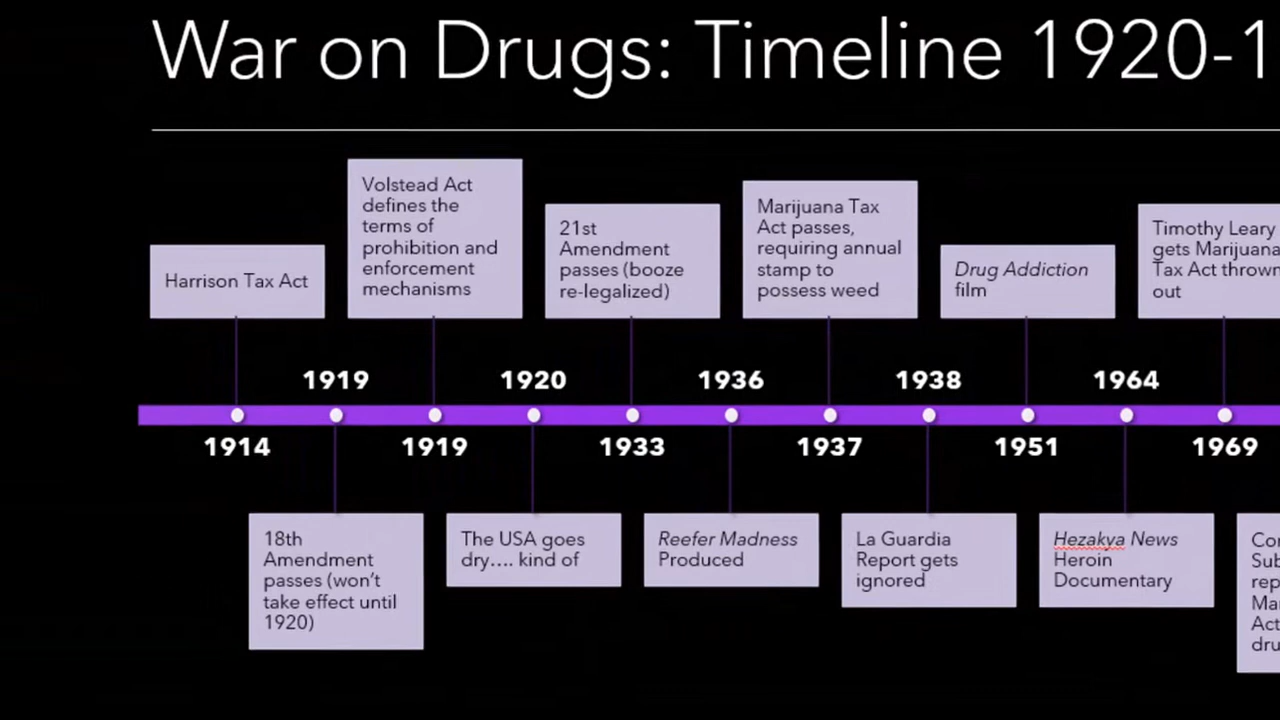 War on Drugs: Timeline 1920-1
Harrison Tax Act
Volstead Act
defines the
terms of
prohibition and
enforcement
mechanisms
21st
Amendment
passes (booze
re-legalized)
Marijuana Tax
Act passes,
requiring annual
stamp to
possess weed
Drug Addiction
film
Timothy Leary
gets Marijuana
Tax Act thrown
out
1919
1920
1936
1938
1964
1914
1919
1933
1937
1951
1969
18th
Amendment
passes (won't
take effect until
1920)
The USA goes
dry.... kind of
Reefer Madness
Produced
La Guardia
Report gets
ignored
Hezakya News
Heroin
Documentary
Act